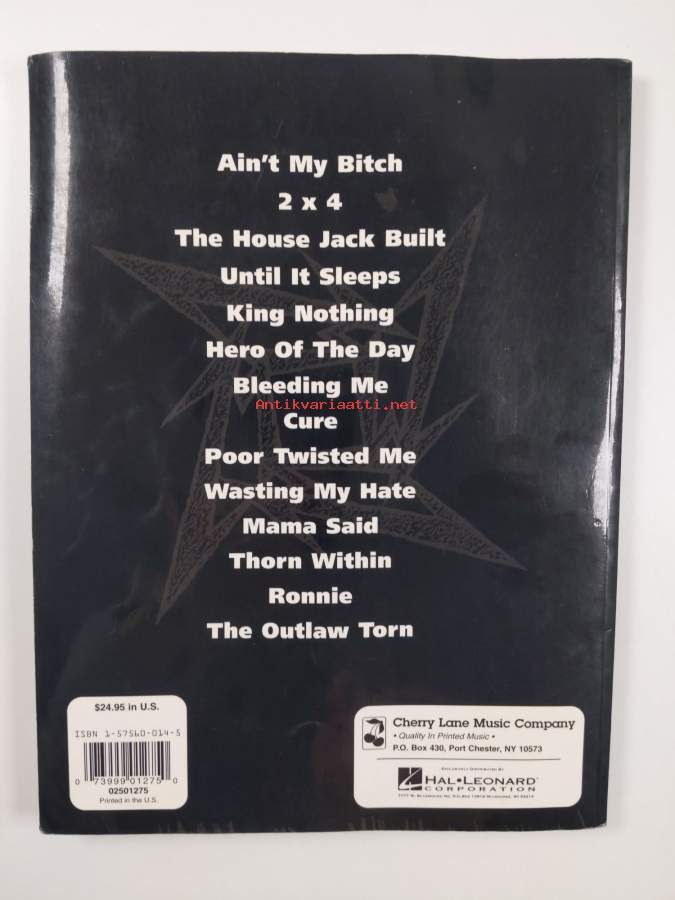 Ain't My Bitch
2 x 4
The House Jack Built
Until It Sleeps
King Nothing
Hero Of The Day
Bleeding Me
Antikvariaatti.net
Cure
Poor Twisted Me
Wasting My Hate
Mama Said
Thorn Within
Ronnie
The Outlaw Torn
$24.95 in U.S.
ISBN 1-57560-014-5
0 73999 01275 0
02501275
Printed in the U.S.
Cherry Lane Music Company
• Quality In Printed Music •
P.O. Box 430, Port Chester, NY 10573
EXCLUSIVELY DISTRIBUTED BY
HAL•LEONARD
CORPORATION